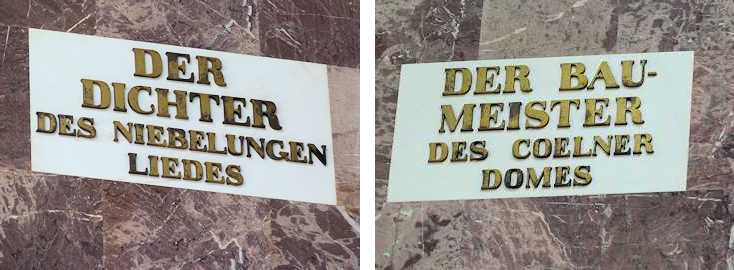 DER
DICHTER
DES NIEBELUNGEN
LIEDES
DER BAU-
MEISTER
DES COELNER
DOMES